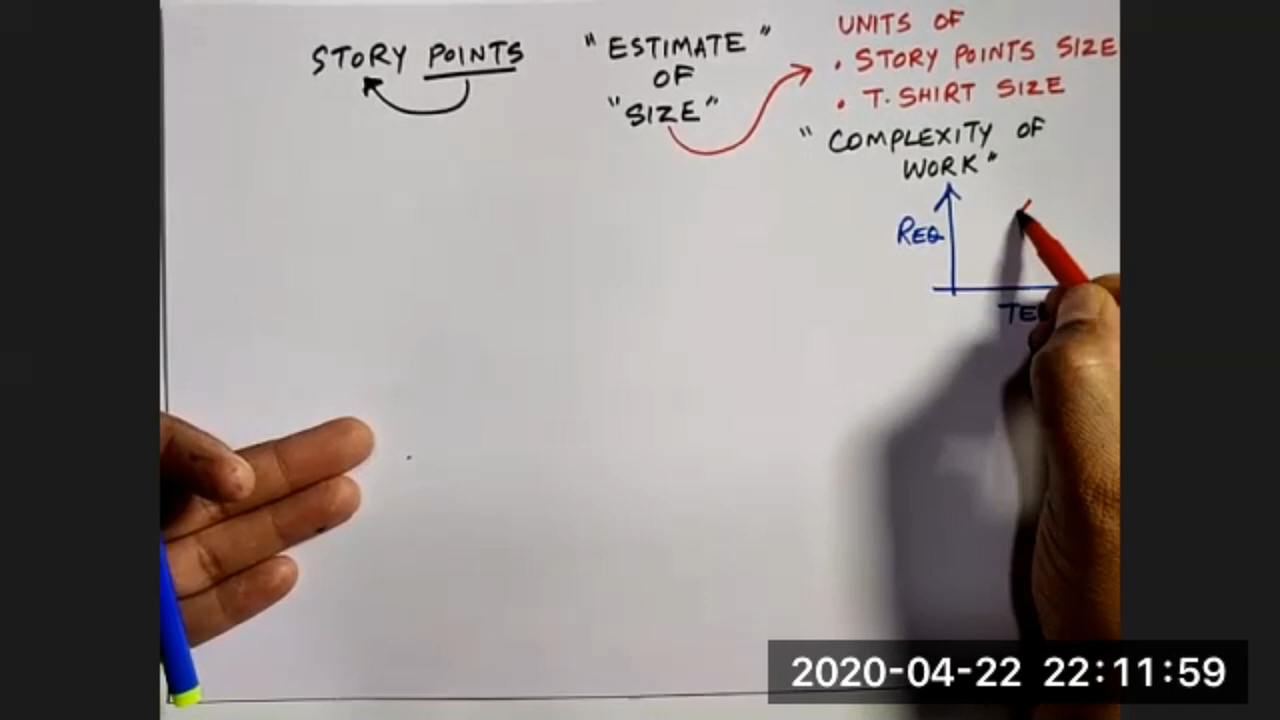 STORY POINTS
"ESTIMATE"
OF
"SIZE"
UNITS OF
• STORY POINTS SIZE
• T-SHIRT SIZE
"COMPLEXITY OF
WORK"
REQ
2020-04-22 22:11:59